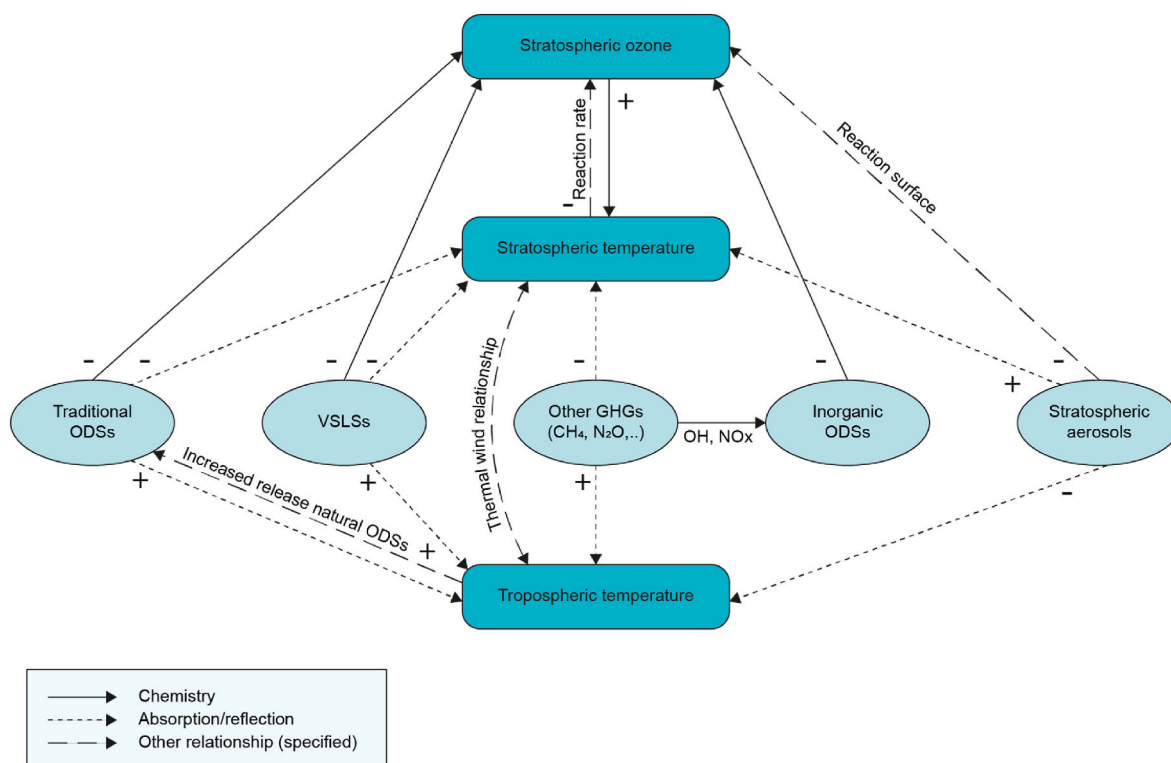 Stratospheric ozone
+
Reaction rate
-
Reaction surface
Stratospheric temperature
Thermal wind relationship
- - - - - - -
+
Traditional
ODSs
VSLSs
Other GHGs
(CH₄, N₂O,..)
OH, NOx
Inorganic
ODSs
Stratospheric
aerosols
+ + + -
Increased release natural ODSs
+
Tropospheric temperature
Chemistry
Absorption/reflection
Other relationship (specified)